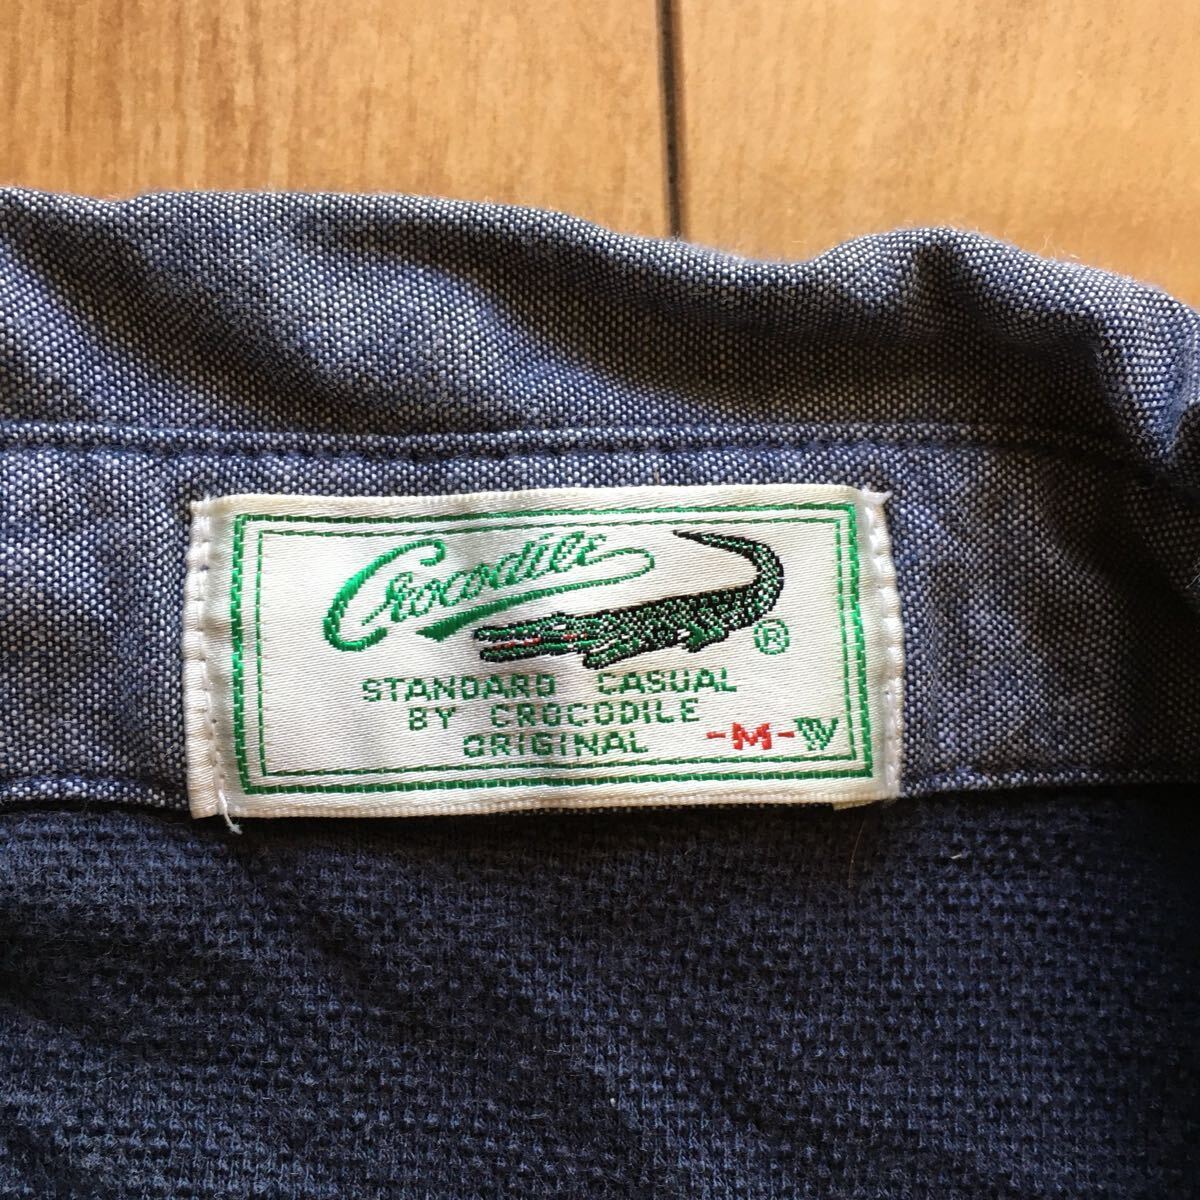 Crocodile
®
STANDARD CASUAL
BY CROCODILE
ORIGINAL -M-W